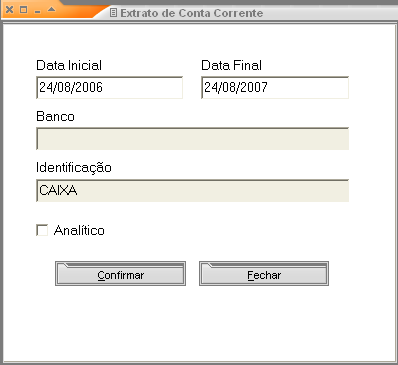 Extrato de Conta Corrente
Data Inicial Data Final
24/08/2006 24/08/2007
Banco
Identificação
CAIXA
Analítico
Confirmar Fechar